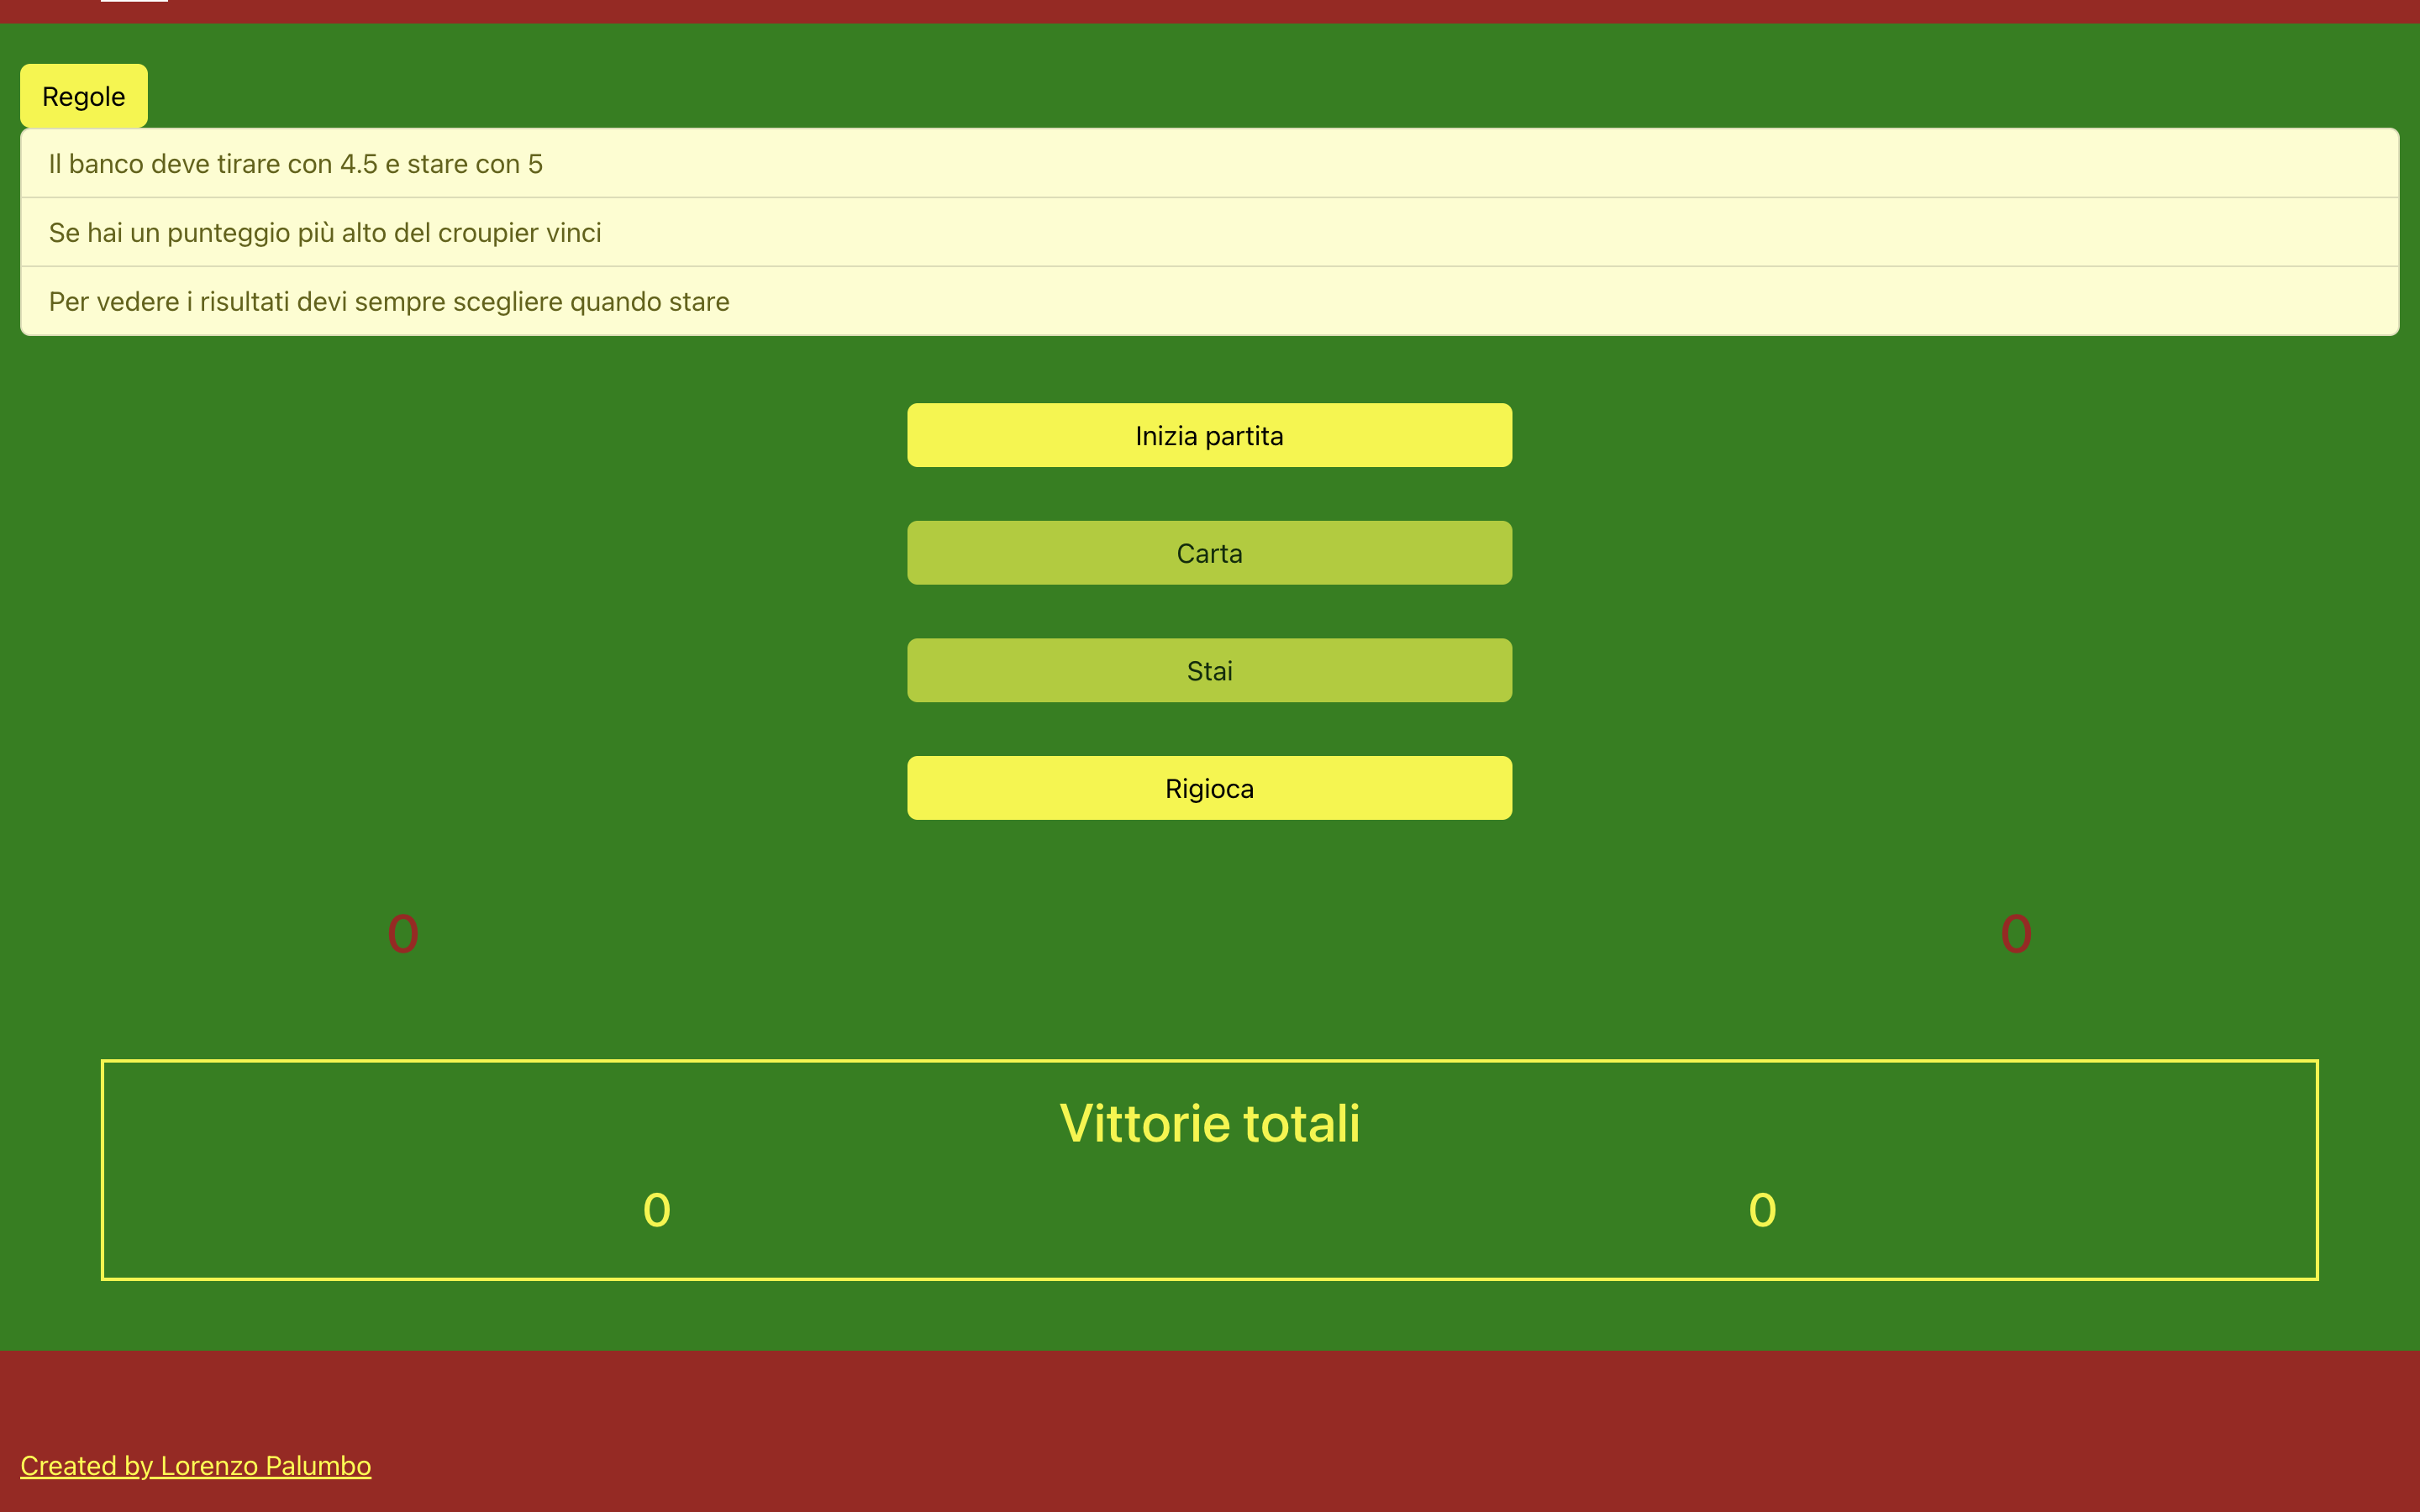 Regole
Il banco deve tirare con 4.5 e stare con 5
Se hai un punteggio più alto del croupier vinci
Per vedere i risultati devi sempre scegliere quando stare
Inizia partita
Carta
Stai
Rigioca
0 0
Vittorie totali
0 0
Created by Lorenzo Palumbo